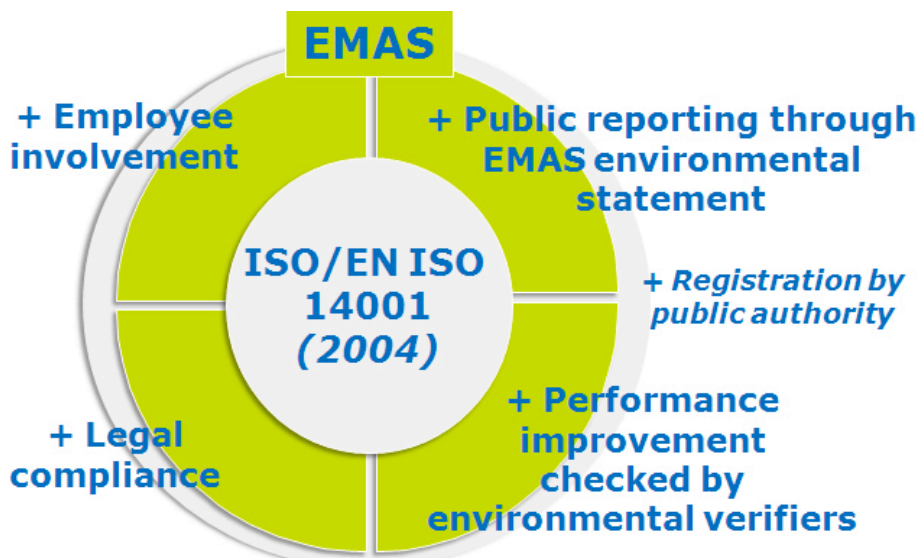 EMAS
+ Employee
involvement
+ Public reporting through
EMAS environmental
statement
ISO/EN ISO
14001
(2004)
+ Registration by
public authority
+ Legal
compliance
+ Performance
improvement
checked by
environmental verifiers